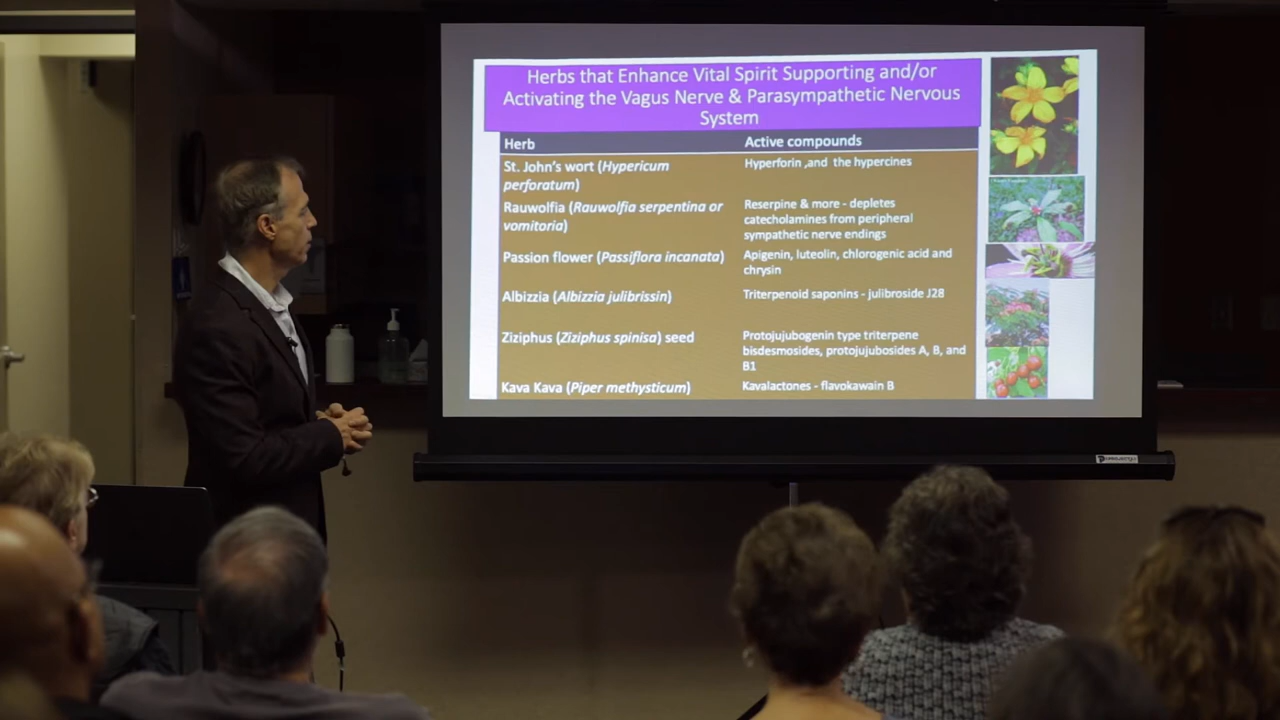 Herbs that Enhance Vital Spirit Supporting and/or
Activating the Vagus Nerve & Parasympathetic Nervous
System
Herb
Active compounds
St. John's wort (Hypericum
perforatum)
Hyperforin ,and the hypercines
Rauwolfia (Rauwolfia serpentina or
vomitoria)
Reserpine & more - depletes
catecholamines from peripheral
sympathetic nerve endings
Passion flower (Passiflora incanata)
Apigenin, luteolin, chlorogenic acid and
chrysin
Albizzia (Albizzia julibrissin)
Triterpenoid saponins - julibroside J28
Ziziphus (Ziziphus spinisa) seed
Protojujubogenin type triterpene
bisdesmosides, protojujubosides A, B, and
B1
Kava Kava (Piper methysticum)
Kavalactones - flavokawain B